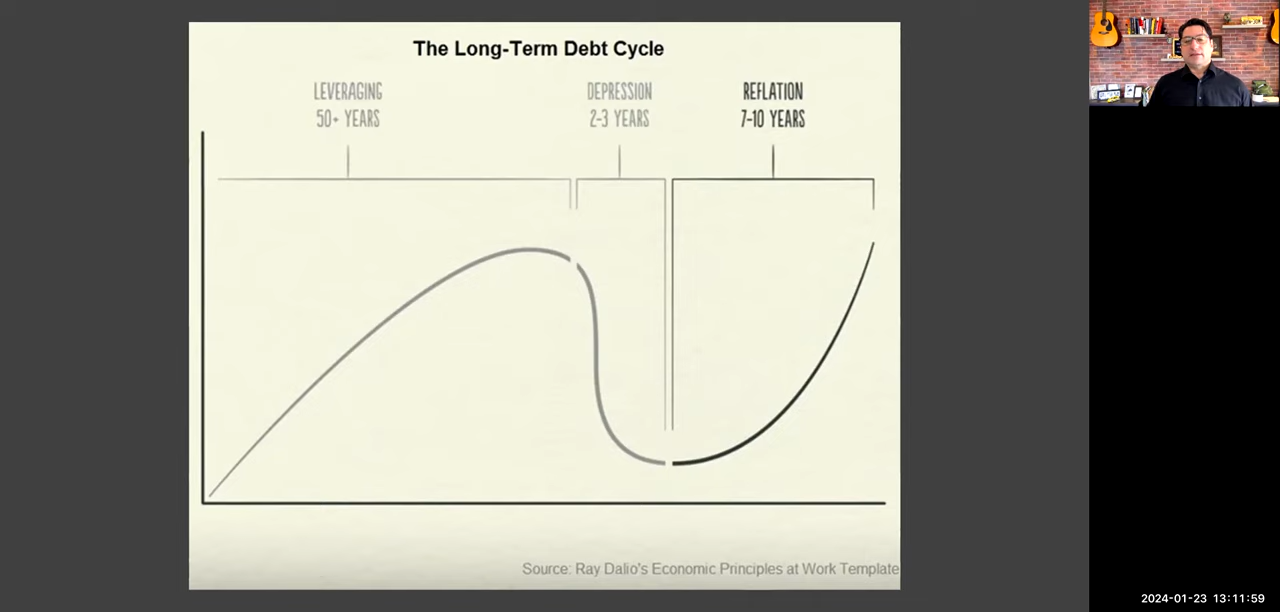 The Long-Term Debt Cycle
LEVERAGING
50+ YEARS
DEPRESSION
2-3 YEARS
REFLATION
7-10 YEARS
Source: Ray Dalio's Economic Principles at Work Template
2024-01-23 13:11:59